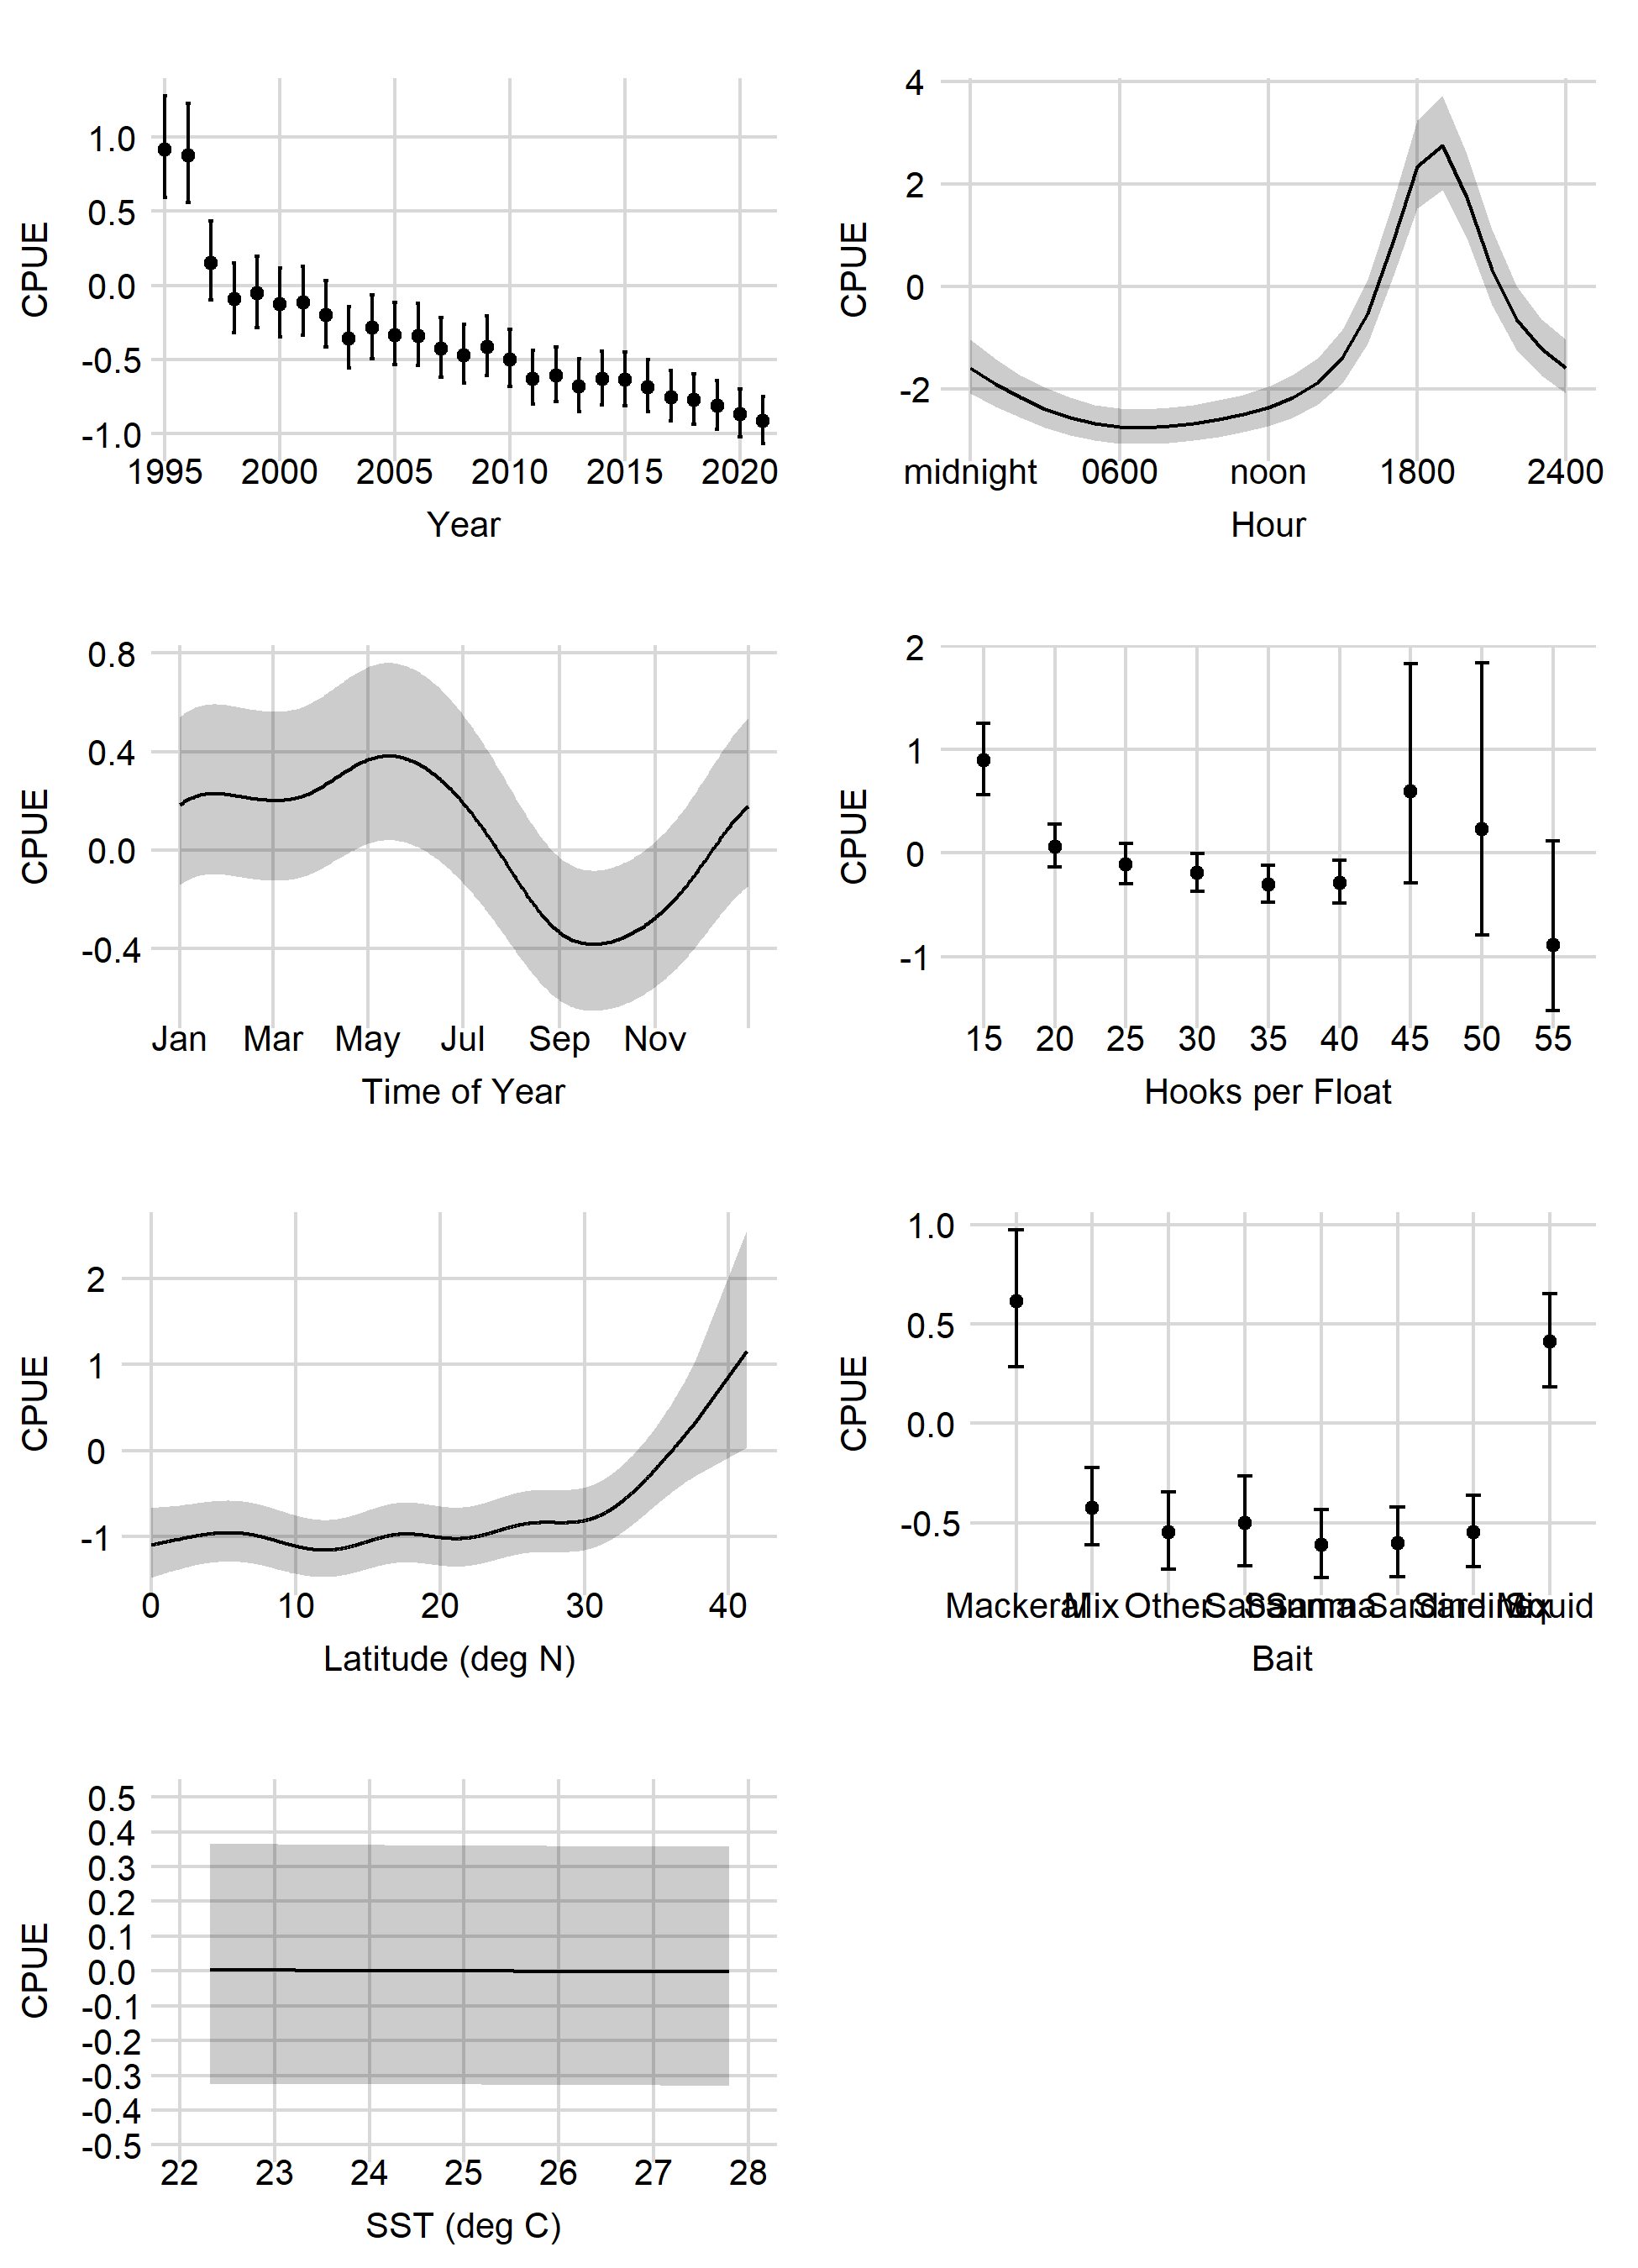 1.0
0.5
0.0
-0.5
-1.0
CPUE
1995 2000 2005 2010 2015 2020
Year
4
2
0
-2
CPUE
midnight 0600 noon 1800 2400
Hour
0.8
0.4
0.0
-0.4
CPUE
Jan Mar May Jul Sep Nov
Time of Year
2
1
0
-1
CPUE
15 20 25 30 35 40 45 50 55
Hooks per Float
2
1
0
-1
CPUE
0 10 20 30 40
Latitude (deg N)
1.0
0.5
0.0
-0.5
CPUE
Mackeral Mix Other Sanma Sardine Squid
Bait
0.5
0.4
0.3
0.2
0.1
0.0
-0.1
-0.2
-0.3
-0.4
-0.5
CPUE
22 23 24 25 26 27 28
SST (deg C)